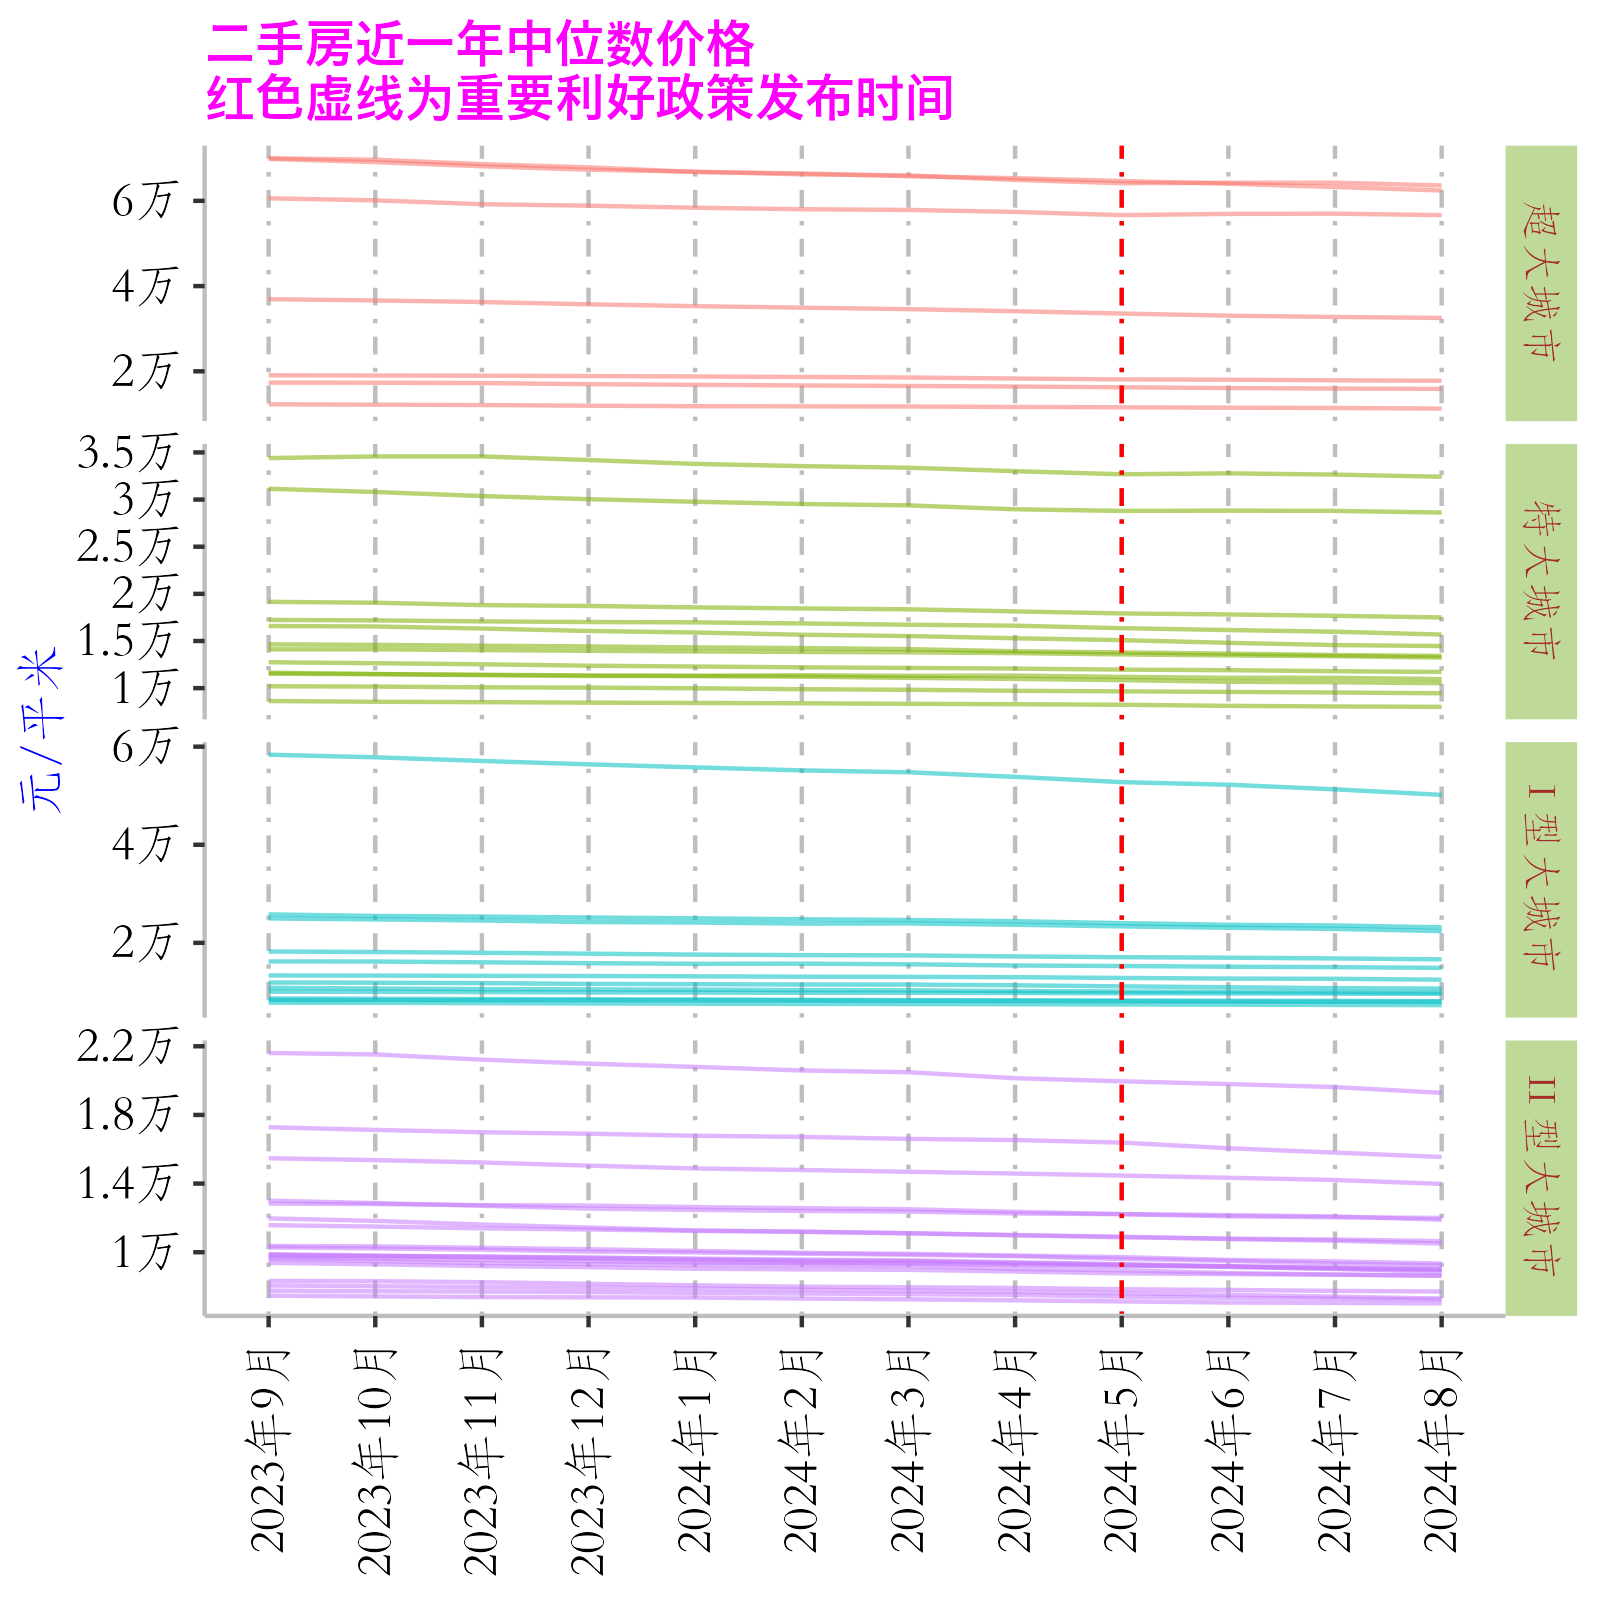 二手房近一年中位数价格
红色虚线为重要利好政策发布时间
元/平米
6万
4万
2万
超大城市
3.5万
3万
2.5万
2万
1.5万
1万
特大城市
6万
4万
2万
I 型大城市
2.2万
1.8万
1.4万
1万
II 型大城市
2023年9月
2023年10月
2023年11月
2023年12月
2024年1月
2024年2月
2024年3月
2024年4月
2024年5月
2024年6月
2024年7月
2024年8月